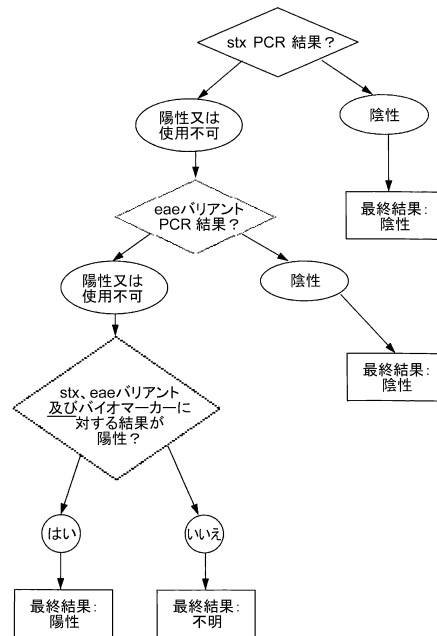 stx PCR 結果？
陽性又は
使用不可
陰性
最終結果：
陰性
eaeバリアント
PCR 結果？
陽性又は
使用不可
陰性
最終結果：
陰性
stx、eaeバリアント
及びバイオマーカーに
対する結果が
陽性？
はい
いいえ
最終結果：
陽性
最終結果：
不明